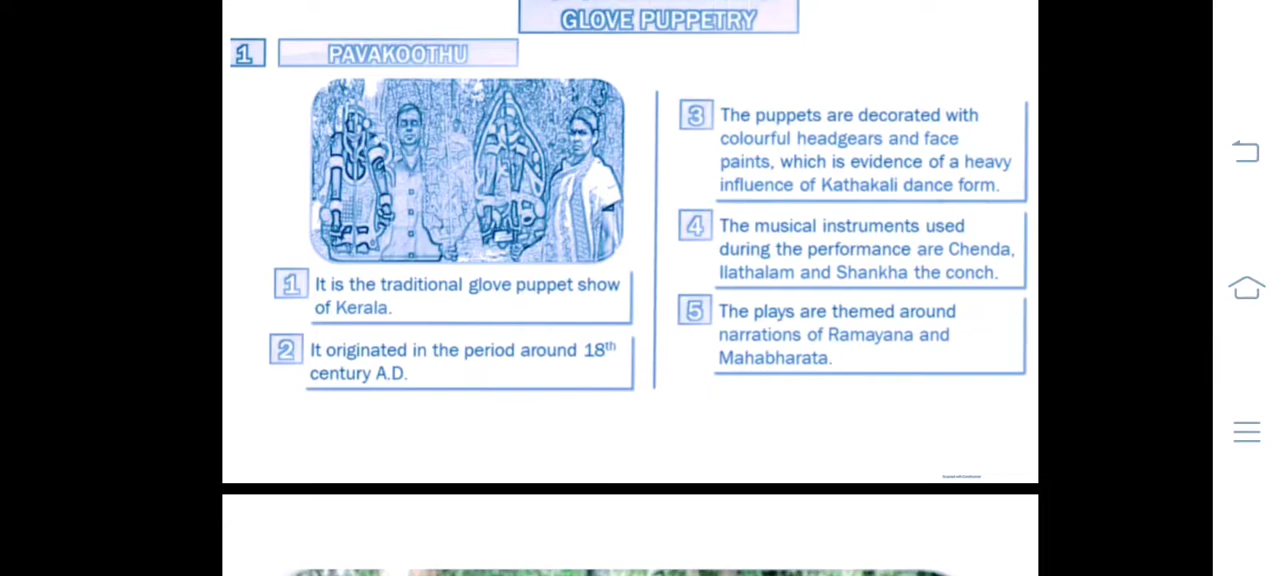 GLOVE PUPPETRY
1
PAVAKOOTHU
1 It is the traditional glove puppet show
of Kerala.
2 It originated in the period around 18th
century A.D.
3 The puppets are decorated with
colourful headgears and face
paints, which is evidence of a heavy
influence of Kathakali dance form.
4 The musical instruments used
during the performance are Chenda,
Ilathalam and Shankha the conch.
5 The plays are themed around
narrations of Ramayana and
Mahabharata.